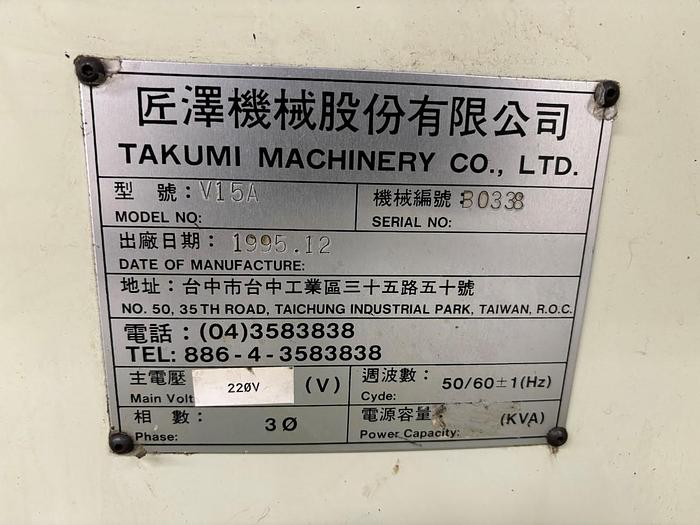 匠澤機械股份有限公司
TAKUMI MACHINERY CO., LTD.
型 號: V15A
MODEL NO:
機械編號: B0338
SERIAL NO:
出廠日期: 1995.12
DATE OF MANUFACTURE:
地址: 台中市台中工業區三十五路五十號
NO. 50, 35 TH ROAD, TAICHUNG INDUSTRIAL PARK, TAIWAN, R.O.C.
電話: (04)3583838
TEL: 886-4-3583838
主電壓 220V (V)
Main Volt
週波數: 50/60±1(Hz)
Cyde:
相 數: 3Ø
Phase:
電源容量 (KVA)
Power Capacity: